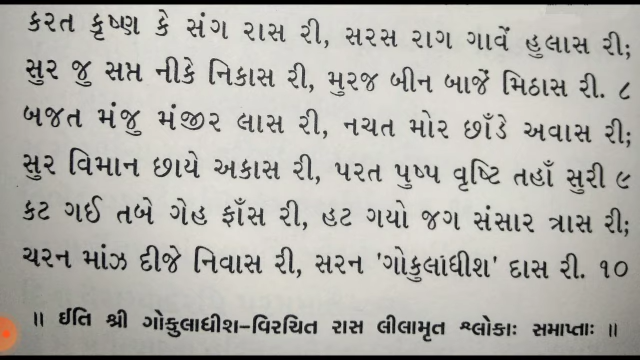 કરત કૃષ્ણ કે સંગ રાસ રી, સરસ રાગ ગાવેં હુલાસ રી;
સુર જુ સપ્ત નીકે નિકાસ રી, મુરજ બીન બાજેં મિઠાસ રી. ૮
બજત મંજુ મંજીર લાસ રી, નચત મોર છાઁડે અવાસ રી;
સુર વિમાન છાયે અકાસ રી, પરત પુષ્પ વૃષ્ટિ તહાઁ સુરી ૯
કટ ગઈ તબે ગેહ ફાઁસ રી, હટ ગયો જગ સંસાર ત્રાસ રી;
ચરન માંઝ દીજે નિવાસ રી, સરન 'ગોકુલાધીશ' દાસ રી. ૧૦
॥ ઈતિ શ્રી ગોકુલાધીશ-વિરચિત રાસ લીલામૃત શ્લોકાઃ સમાપ્તાઃ ॥